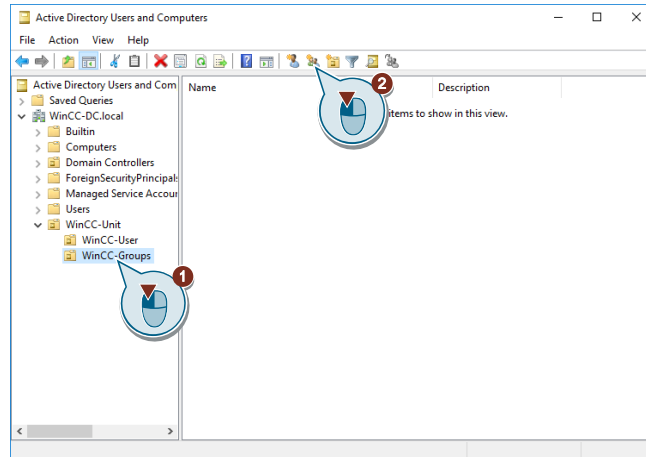 Active Directory Users and Computers
File Action View Help
Active Directory Users and Com
Saved Queries
WinCC-DC.local
Builtin
Computers
Domain Controllers
ForeignSecurityPrincipals
Managed Service Accour
Users
WinCC-Unit
WinCC-User
WinCC-Groups
1
Name
Description
2
items to show in this view.